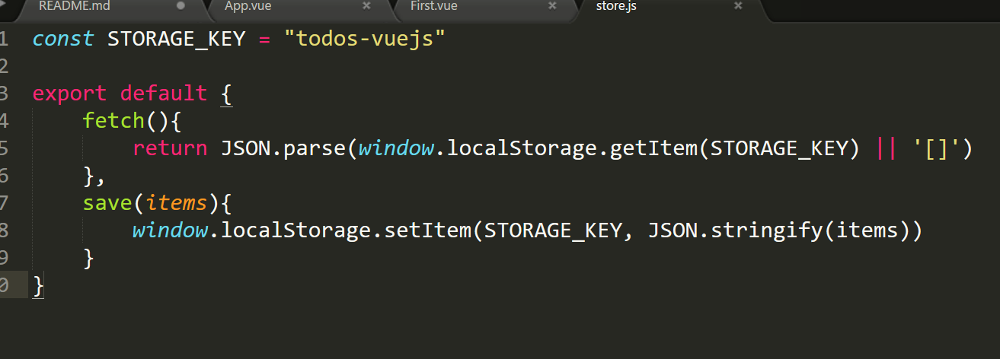 README.md App.vue First.vue store.js
1 const STORAGE_KEY = "todos-vuejs"
2
3 export default {
4     fetch(){
5         return JSON.parse(window.localStorage.getItem(STORAGE_KEY) || '[]')
6     },
7     save(items){
8         window.localStorage.setItem(STORAGE_KEY, JSON.stringify(items))
9     }
0 }